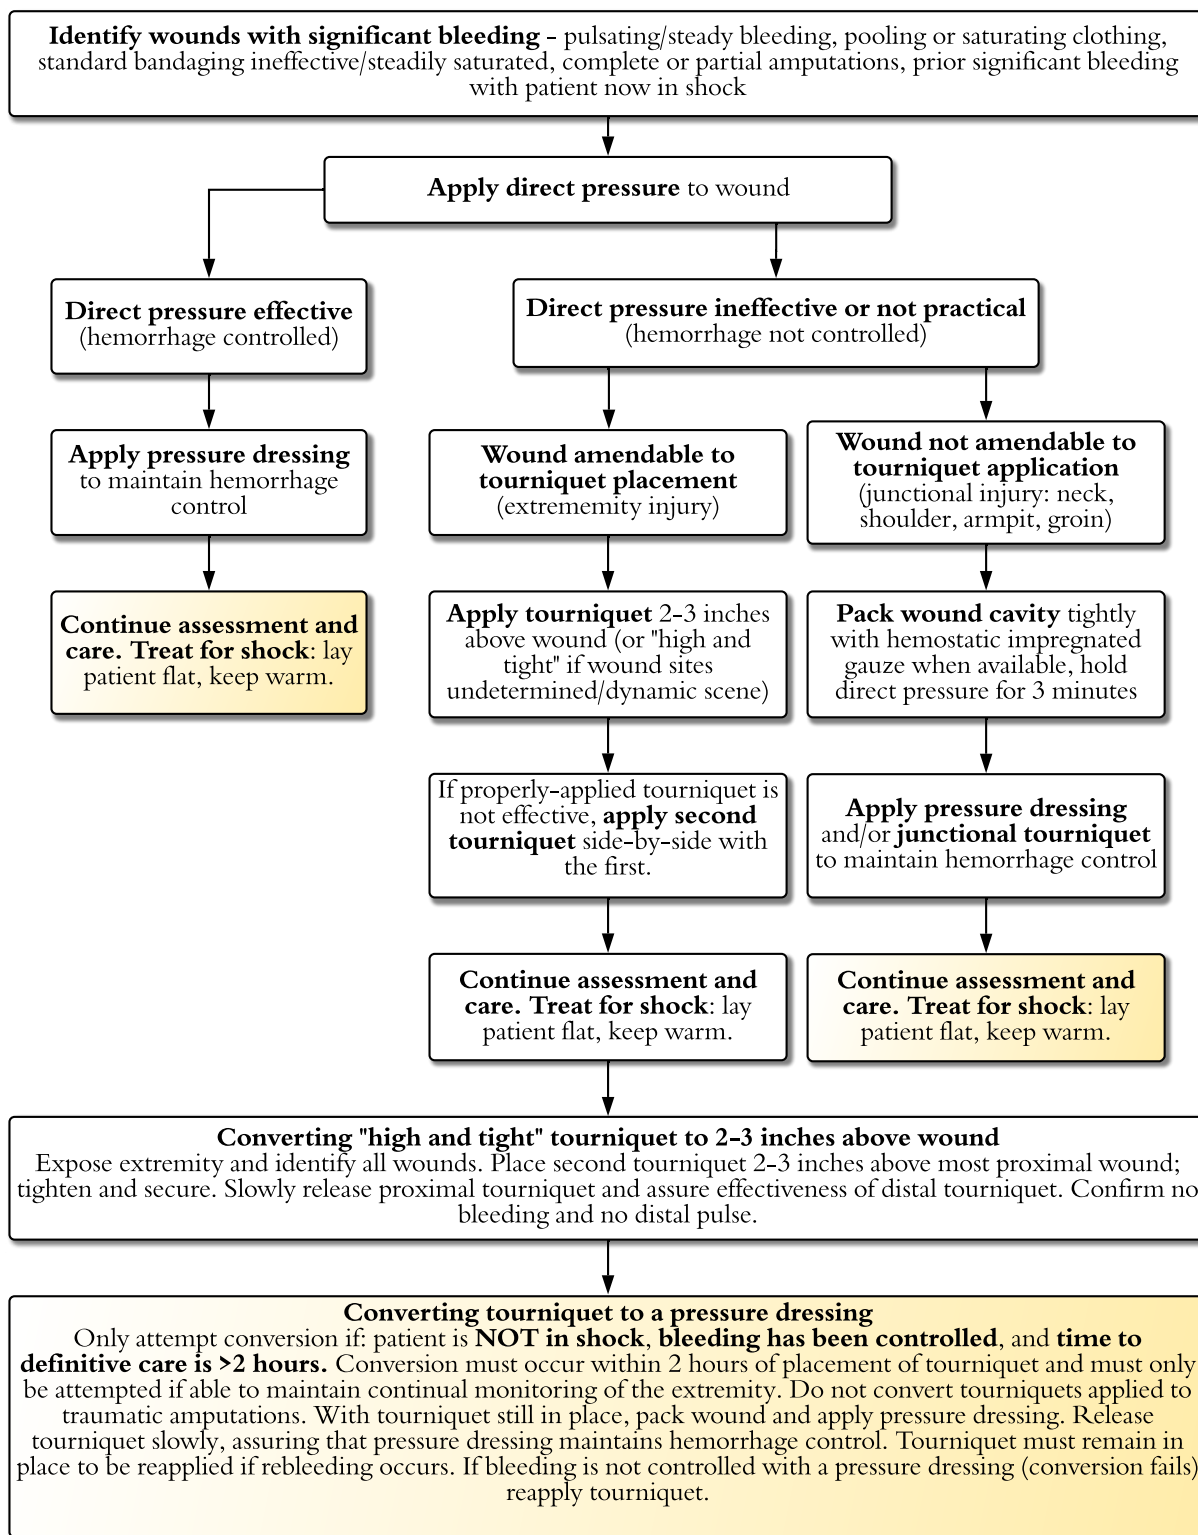 Identify wounds with significant bleeding - pulsating/steady bleeding, pooling or saturating clothing,
standard bandaging ineffective/steadily saturated, complete or partial amputations, prior significant bleeding
with patient now in shock
Apply direct pressure to wound
Direct pressure effective
(hemorrhage controlled)
Direct pressure ineffective or not practical
(hemorrhage not controlled)
Apply pressure dressing
to maintain hemorrhage
control
Wound amendable to
tourniquet placement
(extrememity injury)
Wound not amendable to
tourniquet application
(junctional injury: neck,
shoulder, armpit, groin)
Continue assessment and
care. Treat for shock: lay
patient flat, keep warm.
Apply tourniquet 2-3 inches
above wound (or "high and
tight" if wound sites
undetermined/dynamic scene)
Pack wound cavity tightly
with hemostatic impregnated
gauze when available, hold
direct pressure for 3 minutes
If properly-applied tourniquet is
not effective, apply second
tourniquet side-by-side with
the first.
Apply pressure dressing
and/or junctional tourniquet
to maintain hemorrhage control
Continue assessment and
care. Treat for shock: lay
patient flat, keep warm.
Continue assessment and
care. Treat for shock: lay
patient flat, keep warm.
Converting "high and tight" tourniquet to 2-3 inches above wound
Expose extremity and identify all wounds. Place second tourniquet 2-3 inches above most proximal wound;
tighten and secure. Slowly release proximal tourniquet and assure effectiveness of distal tourniquet. Confirm no
bleeding and no distal pulse.
Converting tourniquet to a pressure dressing
Only attempt conversion if: patient is NOT in shock, bleeding has been controlled, and time to
definitive care is >2 hours. Conversion must occur within 2 hours of placement of tourniquet and must only
be attempted if able to maintain continual monitoring of the extremity. Do not convert tourniquets applied to
traumatic amputations. With tourniquet still in place, pack wound and apply pressure dressing. Release
tourniquet slowly, assuring that pressure dressing maintains hemorrhage control. Tourniquet must remain in
place to be reapplied if rebleeding occurs. If bleeding is not controlled with a pressure dressing (conversion fails)
reapply tourniquet.